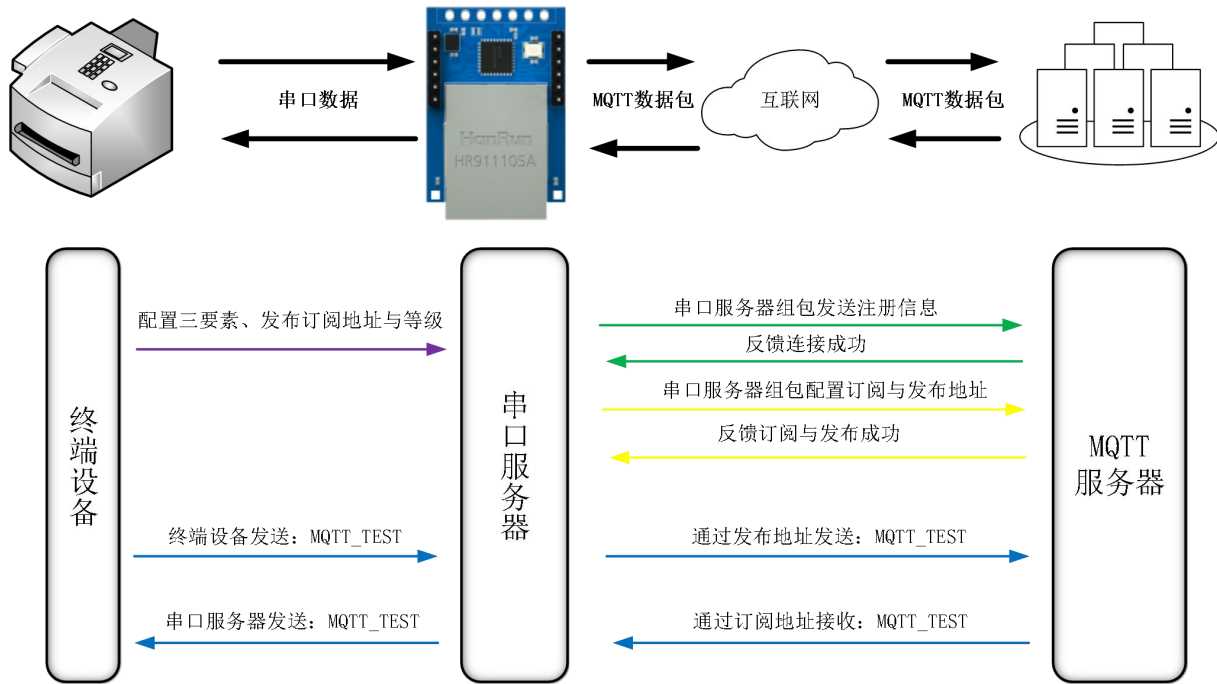 串口数据
MQTT数据包
互联网
MQTT数据包
HanRun
HR911105A
配置三要素、发布订阅地址与等级
串口服务器组包发送注册信息
反馈连接成功
串口服务器组包配置订阅与发布地址
反馈订阅与发布成功
终端设备
串口服务器
MQTT
服务器
终端设备发送: MQTT_TEST
通过发布地址发送: MQTT_TEST
串口服务器发送: MQTT_TEST
通过订阅地址接收: MQTT_TEST